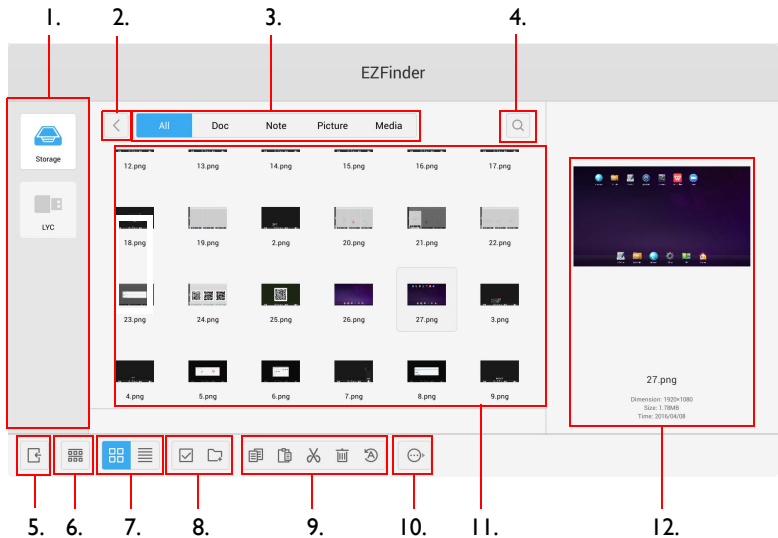 1. 2. 3. 4.
EZFinder
All Doc Note Picture Media
Storage
12.png 13.png 14.png 15.png 16.png 17.png
LYC
18.png 19.png 2.png 20.png 21.png 22.png
23.png 24.png 25.png 26.png 27.png 3.png
4.png 5.png 6.png 7.png 8.png 9.png
27.png
Dimension: 1920×1080
Size: 1.78MB
Time: 2016/04/08
5. 6. 7. 8. 9. 10. 11. 12.